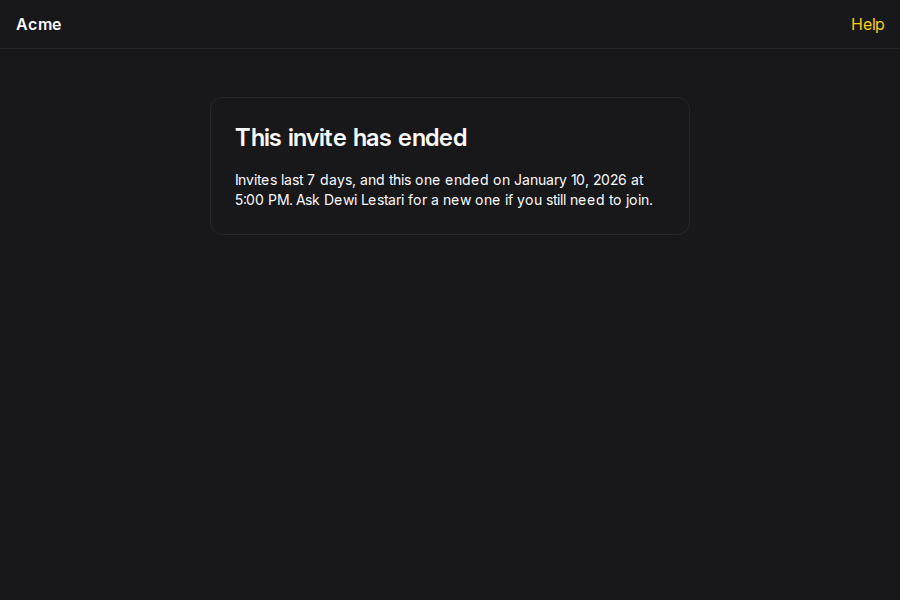 Acme
Help
This invite has ended
Invites last 7 days, and this one ended on January 10, 2026 at
5:00 PM. Ask Dewi Lestari for a new one if you still need to join.